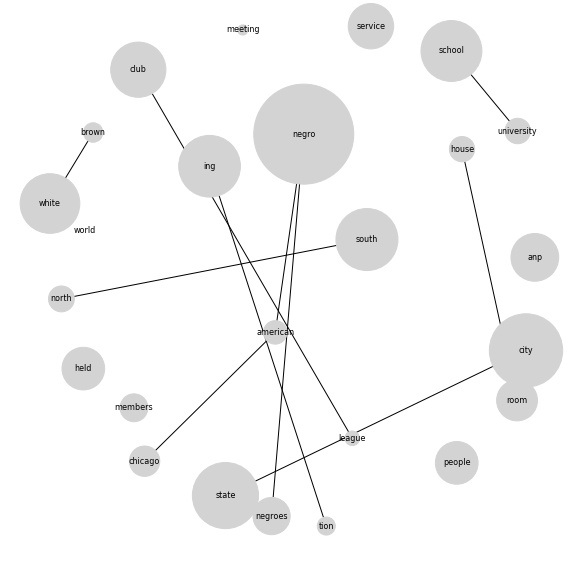 meeting
service
school
club
brown
university
negro
house
ing
white
world
south
anp
north
american
city
held
room
members
league
chicago
people
state
negroes
tion